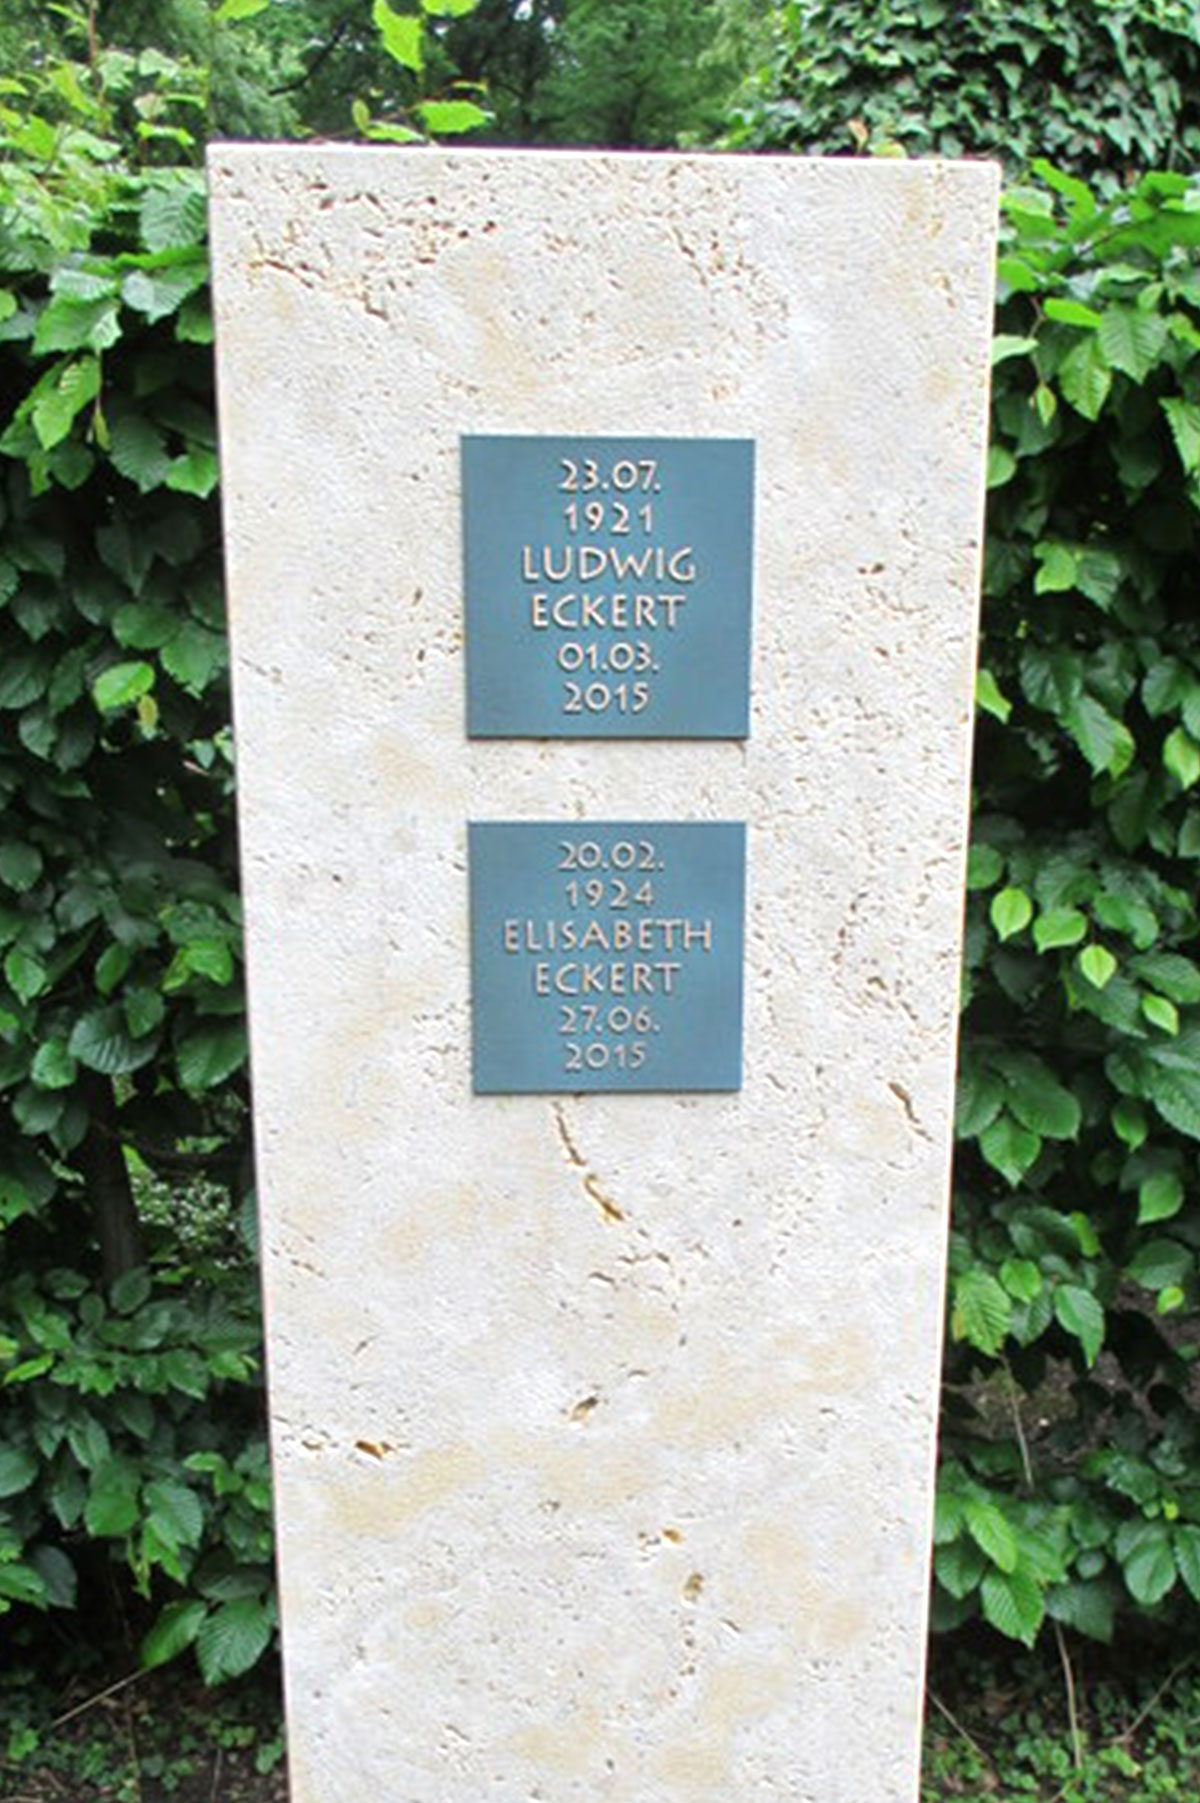 23.07.
1921
LUDWIG
ECKERT
01.03.
2015
20.02.
1924
ELISABETH
ECKERT
27.06.
2015